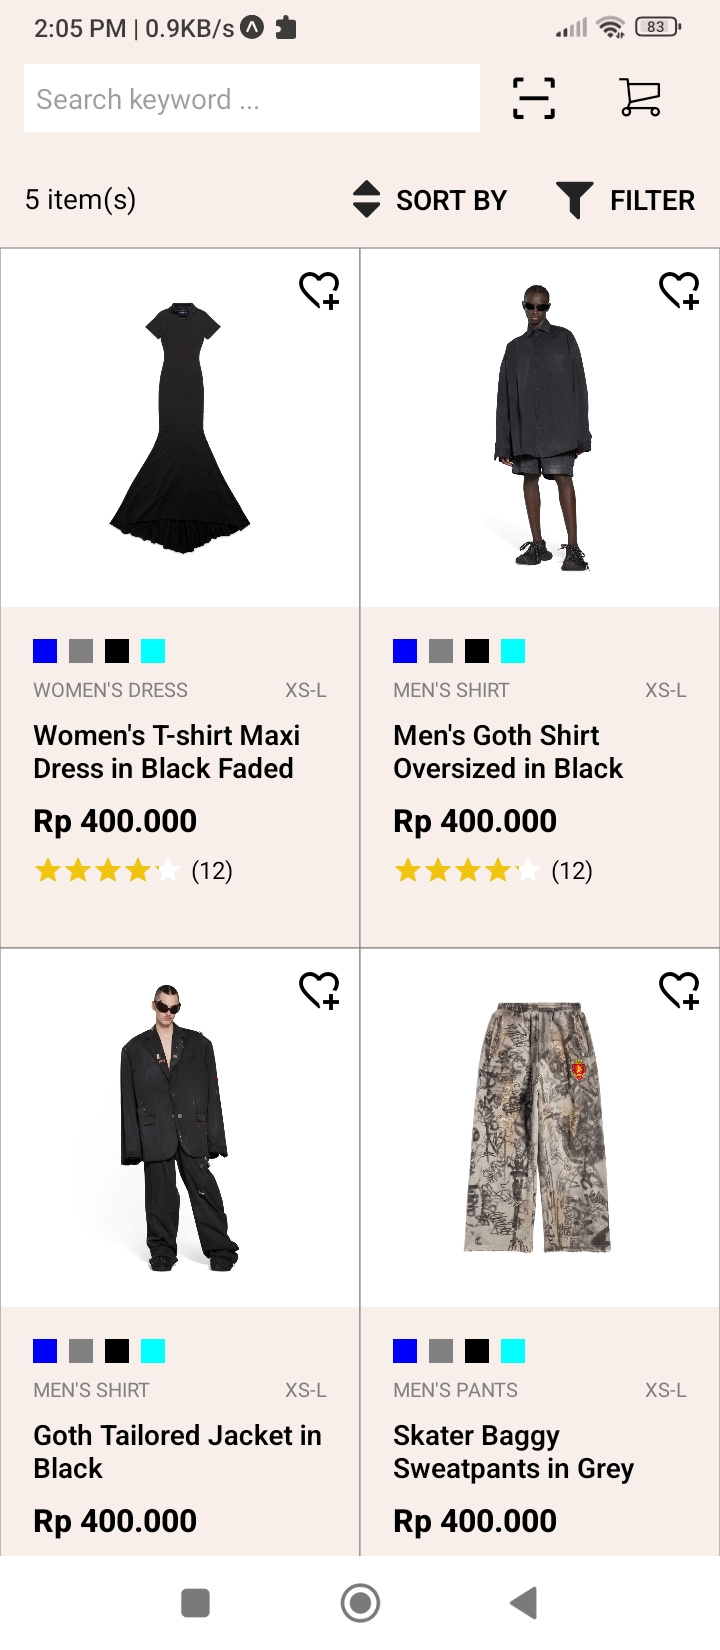 2:05 PM | 0.9KB/s
83
Search keyword ...
5 item(s)
SORT BY
FILTER
WOMEN'S DRESS XS-L
Women's T-shirt Maxi
Dress in Black Faded
Rp 400.000
(12)
MEN'S SHIRT XS-L
Men's Goth Shirt
Oversized in Black
Rp 400.000
(12)
MEN'S SHIRT XS-L
Goth Tailored Jacket in
Black
Rp 400.000
MEN'S PANTS XS-L
Skater Baggy
Sweatpants in Grey
Rp 400.000